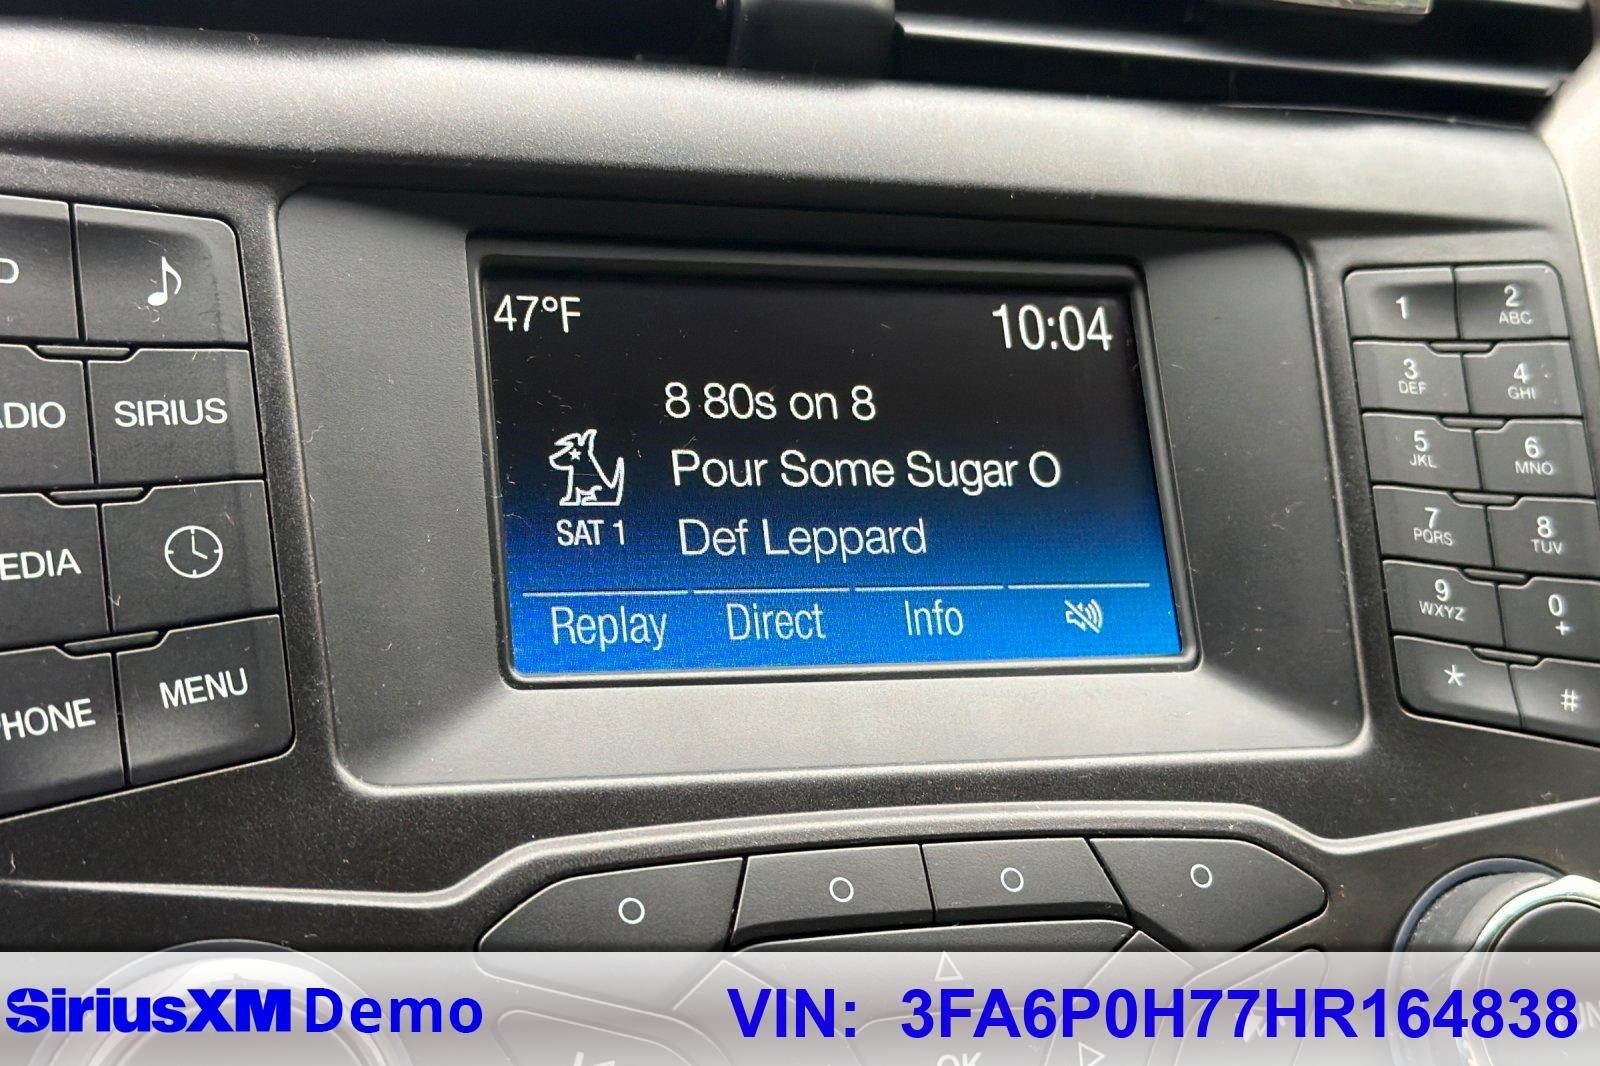 47°F
10:04
8 80s on 8
Pour Some Sugar O
SAT 1
Def Leppard
Replay
Direct
Info
D
ADIO
SIRIUS
EDIA
PHONE
MENU
1
2
ABC
3
DEF
4
GHI
5
JKL
6
MNO
7
PQRS
8
TUV
9
WXYZ
0
+
*
#
OK
SiriusXM Demo
VIN: 3FA6P0H77HR164838